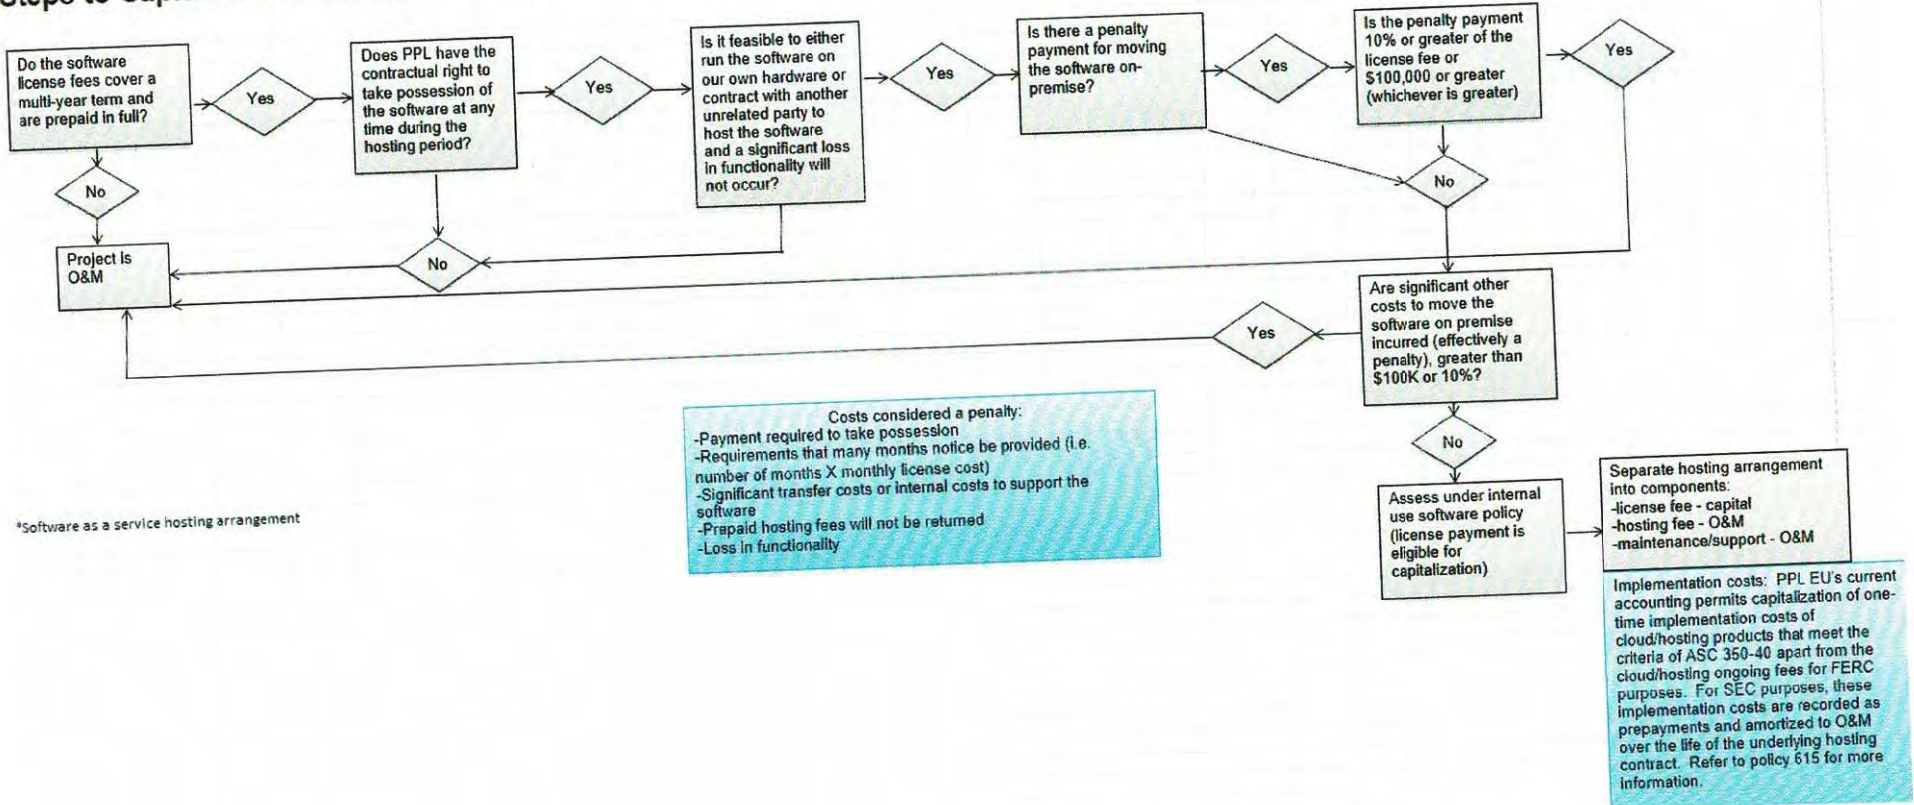 Do the software
license fees cover a
multi-year term and
are prepaid in full?
Yes
Does PPL have the
contractual right to
take possession of
the software at any
time during the
hosting period?
Yes
Is it feasible to either
run the software on
our own hardware or
contract with another
unrelated party to
host the software
and a significant loss
in functionality will
not occur?
Yes
Is there a penalty
payment for moving
the software on-
premise?
Yes
Is the penalty payment
10% or greater of the
license fee or
$100,000 or greater
(whichever is greater)
Yes
No
No
No
Project is
O&M
Are significant other
costs to move the
software on premise
incurred (effectively a
penalty), greater than
$100K or 10%?
Yes
No
Costs considered a penalty:
-Payment required to take possession
-Requirements that many months notice be provided (i.e.
number of months X monthly license cost)
-Significant transfer costs or internal costs to support the
software
-Prepaid hosting fees will not be returned
-Loss in functionality
*Software as a service hosting arrangement
Assess under internal
use software policy
(license payment is
eligible for
capitalization)
Separate hosting arrangement
into components:
-license fee - capital
-hosting fee - O&M
-maintenance/support - O&M
Implementation costs: PPL EU's current
accounting permits capitalization of one-
time implementation costs of
cloud/hosting products that meet the
criteria of ASC 350-40 apart from the
cloud/hosting ongoing fees for FERC
purposes. For SEC purposes, these
implementation costs are recorded as
prepayments and amortized to O&M
over the life of the underlying hosting
contract. Refer to policy 615 for more
information.